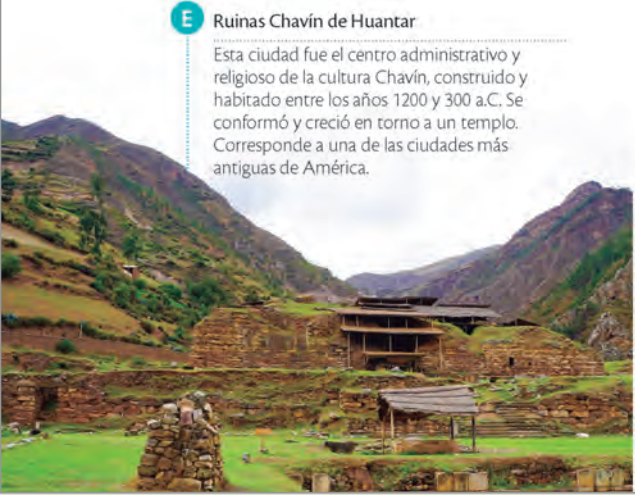 E
Ruinas Chavín de Huantar
Esta ciudad fue el centro administrativo y
religioso de la cultura Chavín, construido y
habitado entre los años 1200 y 300 a.C. Se
conformó y creció en torno a un templo.
Corresponde a una de las ciudades más
antiguas de América.